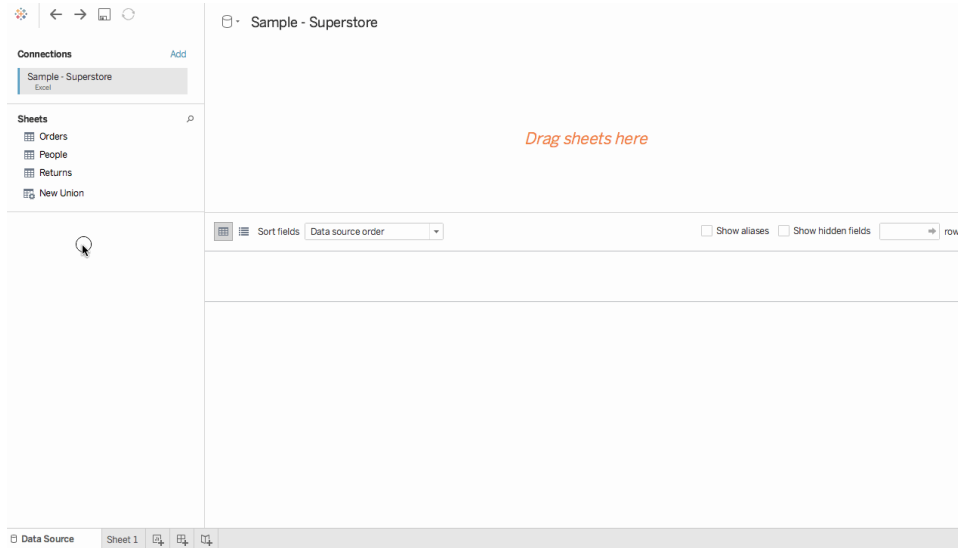 Sample - Superstore
Connections
Add
Sample - Superstore
Excel
Sheets
Orders
People
Returns
New Union
Drag sheets here
Sort fields
Data source order
Show aliases
Show hidden fields
row
Data Source
Sheet 1